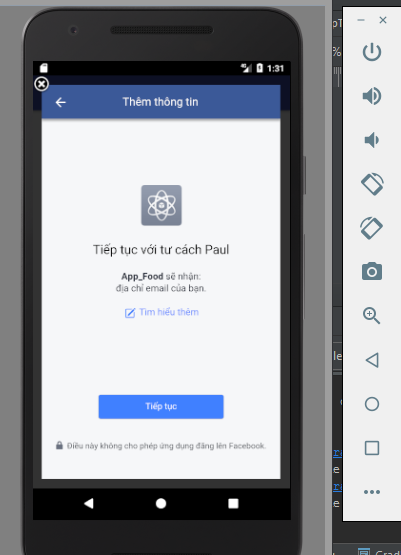 1:31
Thêm thông tin
Tiếp tục với tư cách Paul
App_Food sẽ nhận:
địa chỉ email của bạn.
Tìm hiểu thêm
Tiếp tục
Điều này không cho phép ứng dụng đăng lên Facebook.